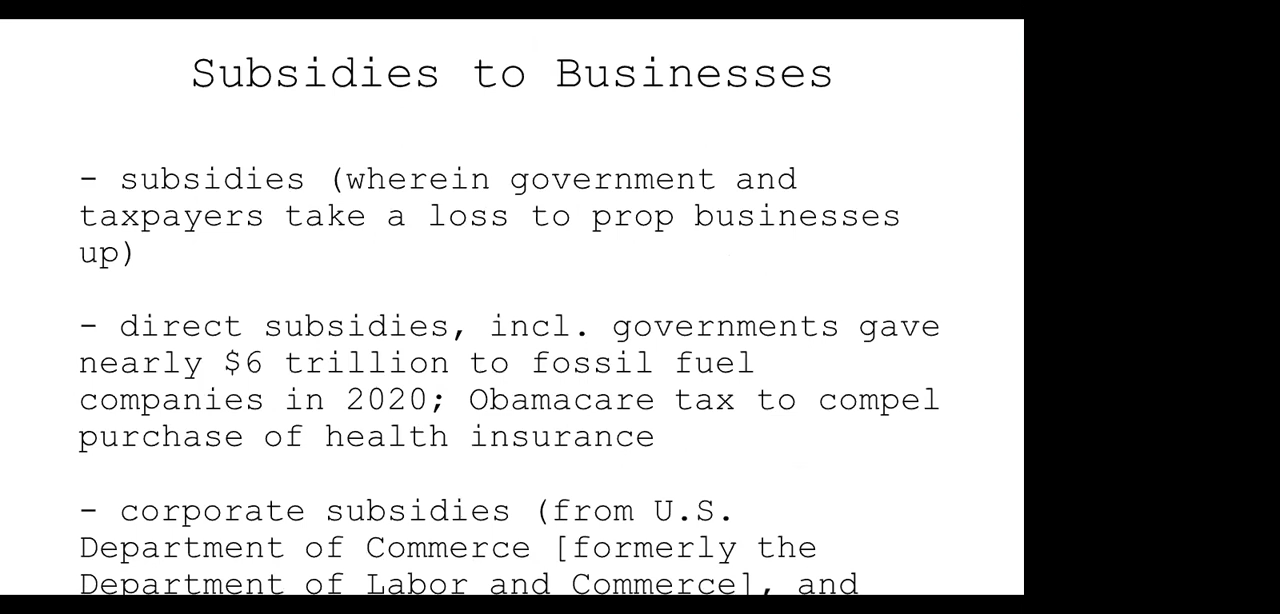 Subsidies to Businesses
- subsidies (wherein government and
taxpayers take a loss to prop businesses
up)
- direct subsidies, incl. governments gave
nearly $6 trillion to fossil fuel
companies in 2020; Obamacare tax to compel
purchase of health insurance
- corporate subsidies (from U.S.
Department of Commerce [formerly the
Department of Labor and Commerce], and